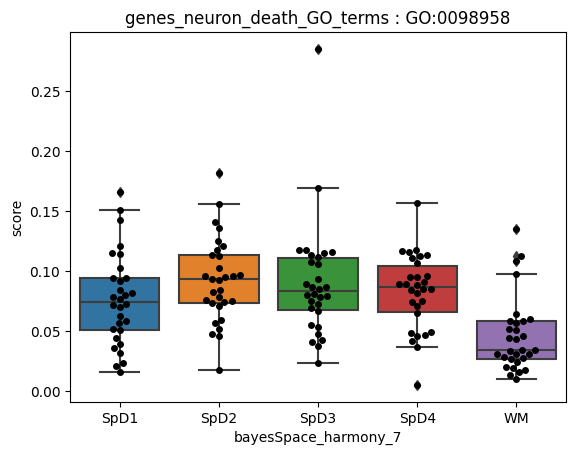 genes_neuron_death_GO_terms : GO:0098958
score
0.25
0.20
0.15
0.10
0.05
0.00
SpD1 SpD2 SpD3 SpD4 WM
bayesSpace_harmony_7